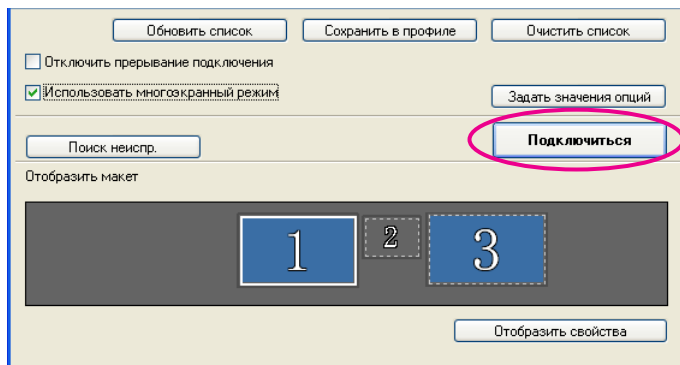 Обновить список Сохранить в профиле Очистить список
Отключить прерывание подключения
Использовать многоэкранный режим
Задать значения опций
Подключиться
Поиск неиспр.
Отобразить макет
1 2 3
Отобразить свойства